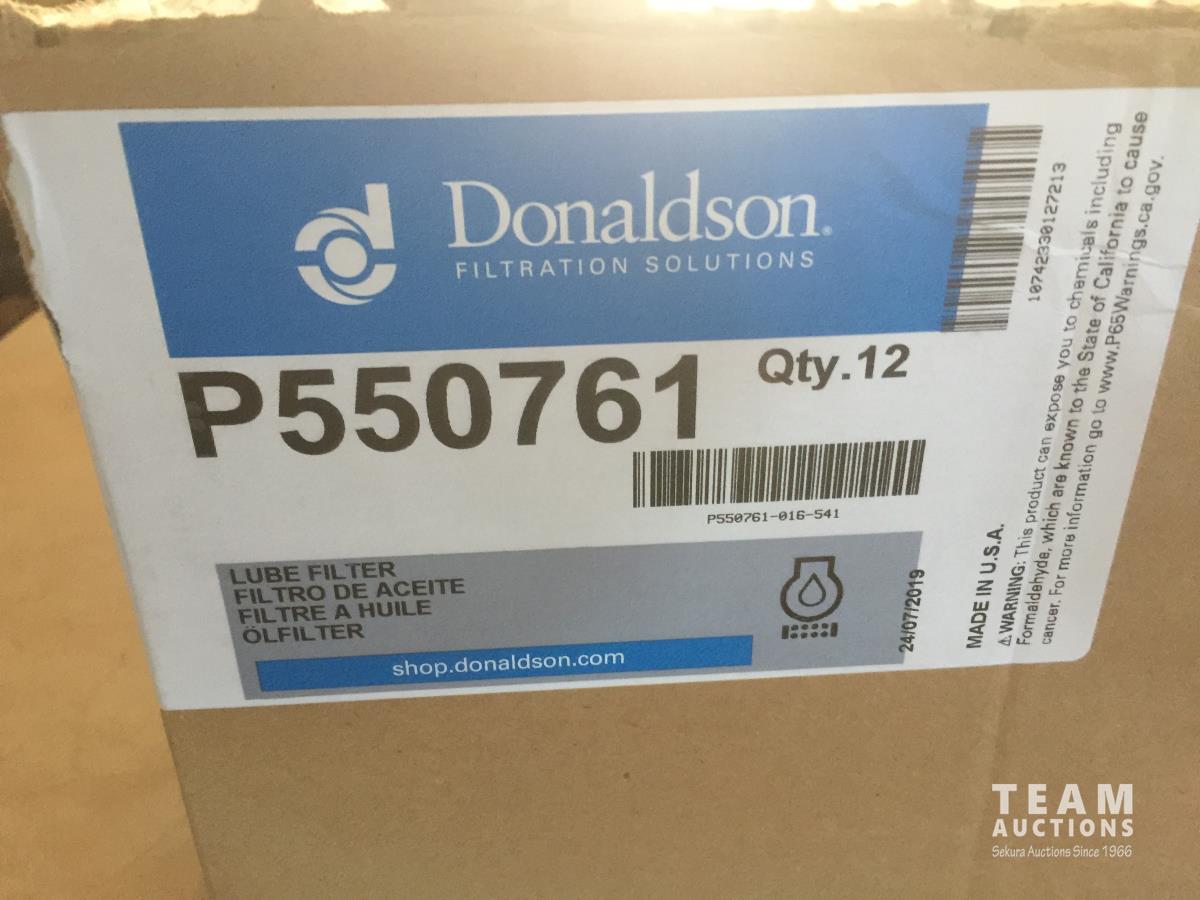 Donaldson®
FILTRATION SOLUTIONS
P550761
Qty.12
P550761-016-541
LUBE FILTER
FILTRO DE ACEITE
FILTRE A HUILE
ÖLFILTER
shop.donaldson.com
24/07/2019
10742330127213
MADE IN U.S.A.
⚠WARNING: This product can expose you to chemicals including
Formaldehyde, which are known to the State of California to cause
cancer. For more information go to www.P65Warnings.ca.gov.
TEAM
AUCTIONS
Sekura Auctions Since 1966